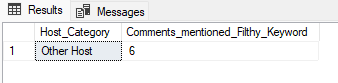 Results Messages
Host_Category Comments_mentioned_Filthy_Keyword
1 Other Host 6